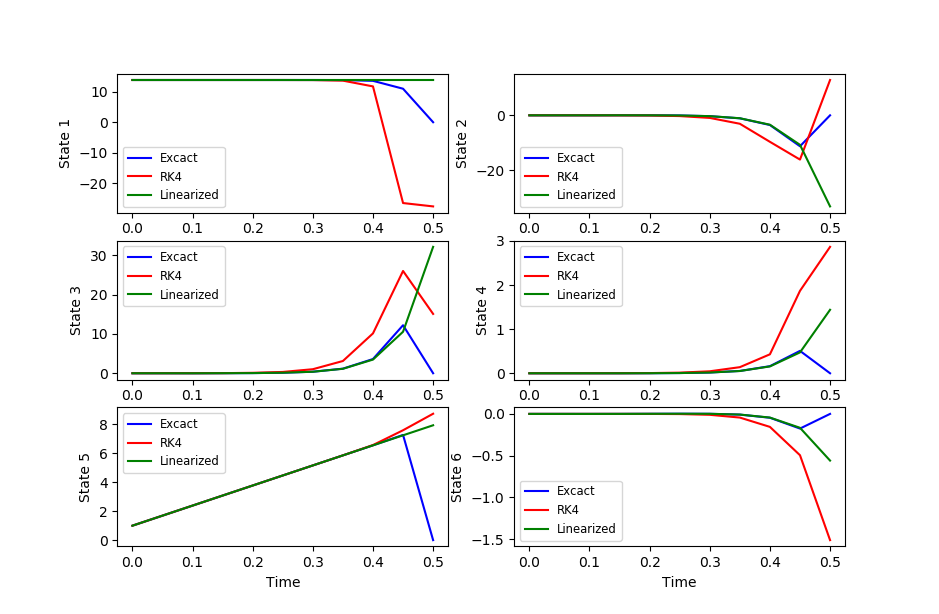 State 1
10
0
−10
−20
Excact
RK4
Linearized
0.0 0.1 0.2 0.3 0.4 0.5
State 2
0
−20
Excact
RK4
Linearized
0.0 0.1 0.2 0.3 0.4 0.5
State 3
30
20
10
0
Excact
RK4
Linearized
0.0 0.1 0.2 0.3 0.4 0.5
State 4
3
2
1
0
Excact
RK4
Linearized
0.0 0.1 0.2 0.3 0.4 0.5
State 5
8
6
4
2
0
Excact
RK4
Linearized
0.0 0.1 0.2 0.3 0.4 0.5
Time
State 6
0.0
−0.5
−1.0
−1.5
Excact
RK4
Linearized
0.0 0.1 0.2 0.3 0.4 0.5
Time